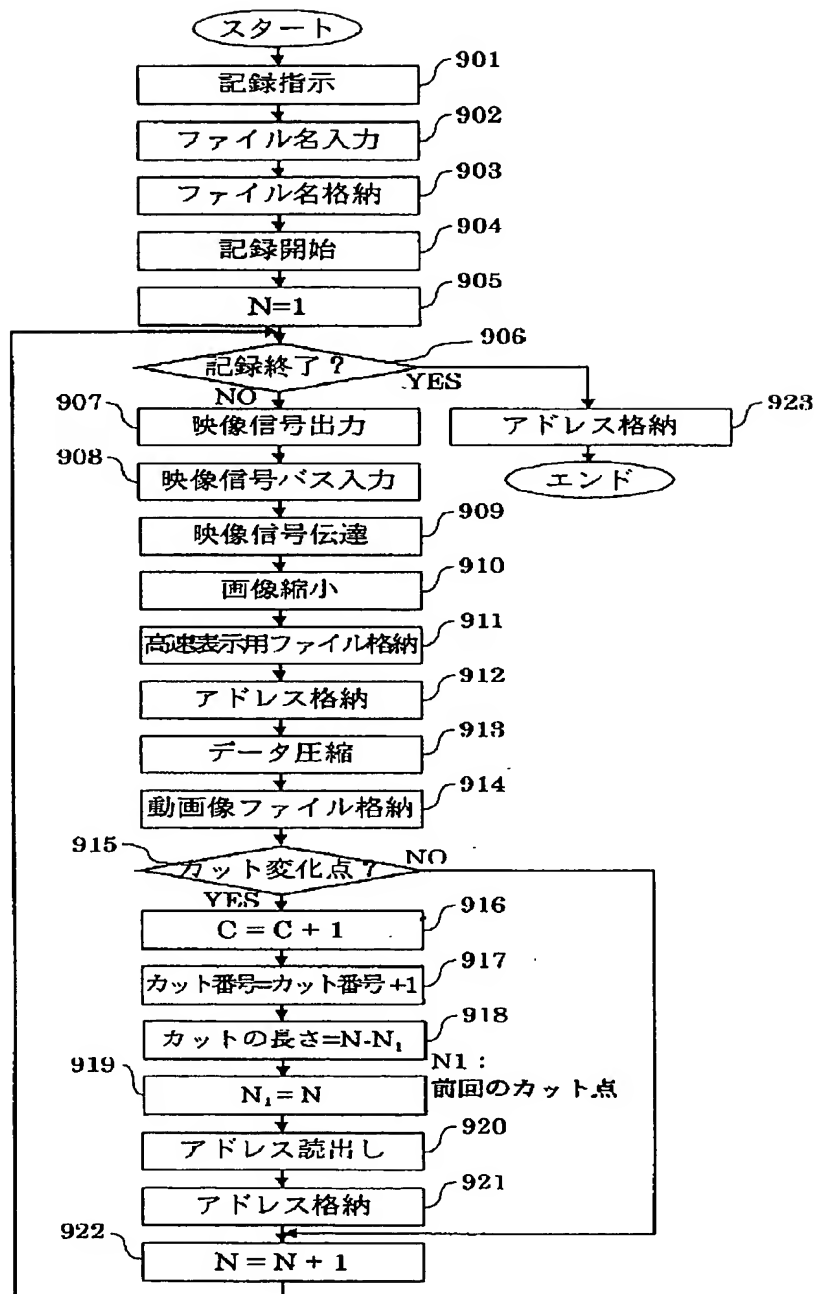 スタート
901
記録指示
902
ファイル名入力
903
ファイル名格納
904
記録開始
905
N=1
906
記録終了？
YES
NO
907
映像信号出力
923
アドレス格納
エンド
908
映像信号バス入力
909
映像信号伝達
910
画像縮小
911
高速表示用ファイル格納
912
アドレス格納
913
データ圧縮
914
動画像ファイル格納
915
カット変化点？
NO
YES
916
C = C + 1
917
カット番号=カット番号+1
918
カットの長さ=N-N₁
N1：
前回のカット点
919
N₁ = N
920
アドレス読出し
921
アドレス格納
922
N = N + 1